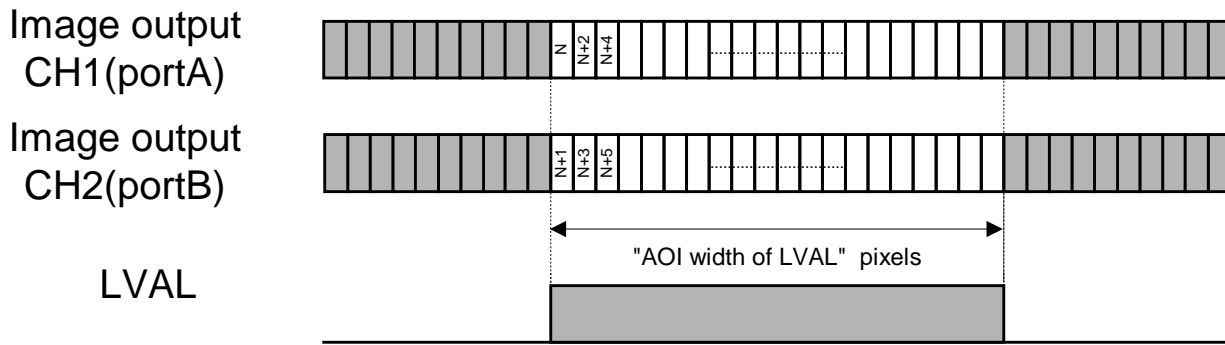 Image output
CH1(portA)
N
N+2
N+4
Image output
CH2(portB)
N+1
N+3
N+5
"AOI width of LVAL" pixels
LVAL